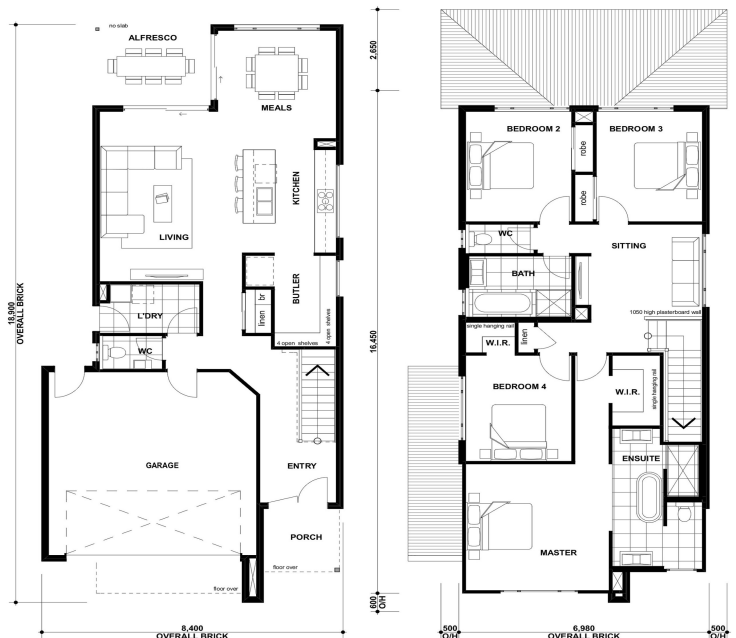 no slab
ALFRESCO
MEALS
KITCHEN
LIVING
BUTLER
linen
br
4 open shelves
4 open shelves
L'DRY
WC
GARAGE
ENTRY
PORCH
floor over
floor over
18,900
OVERALL BRICK
8,400
OVERALL BRICK
2,650
16,450
600
O/H
BEDROOM 2
robe
robe
BEDROOM 3
WC
SITTING
BATH
1050 high plasterboard wall
single hanging rail
W.I.R.
linen
BEDROOM 4
W.I.R.
single hanging rail
ENSUITE
MASTER
500
O/H
6,980
OVERALL BRICK
500
O/H